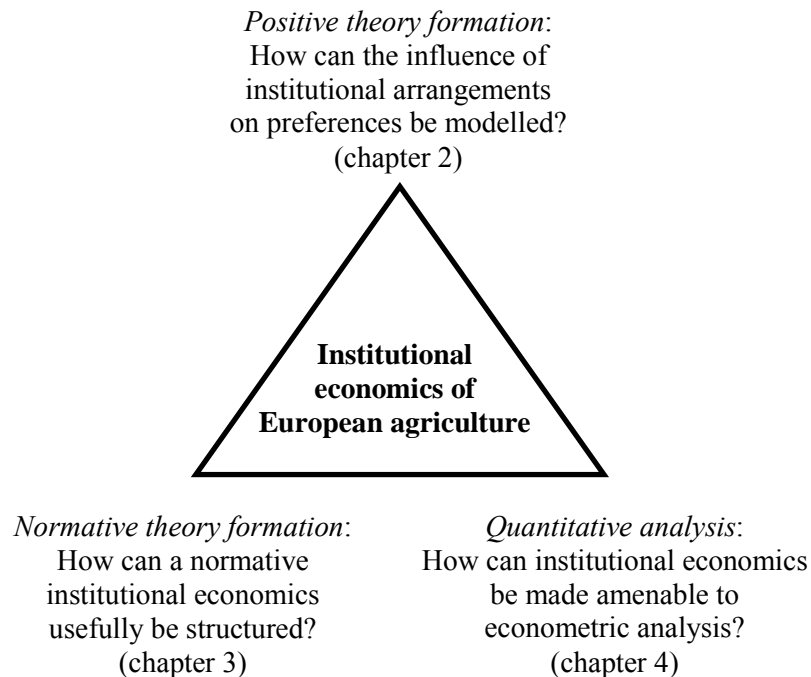 Positive theory formation:
How can the influence of
institutional arrangements
on preferences be modelled?
(chapter 2)
Institutional
economics of
European agriculture
Normative theory formation:
How can a normative
institutional economics
usefully be structured?
(chapter 3)
Quantitative analysis:
How can institutional economics
be made amenable to
econometric analysis?
(chapter 4)